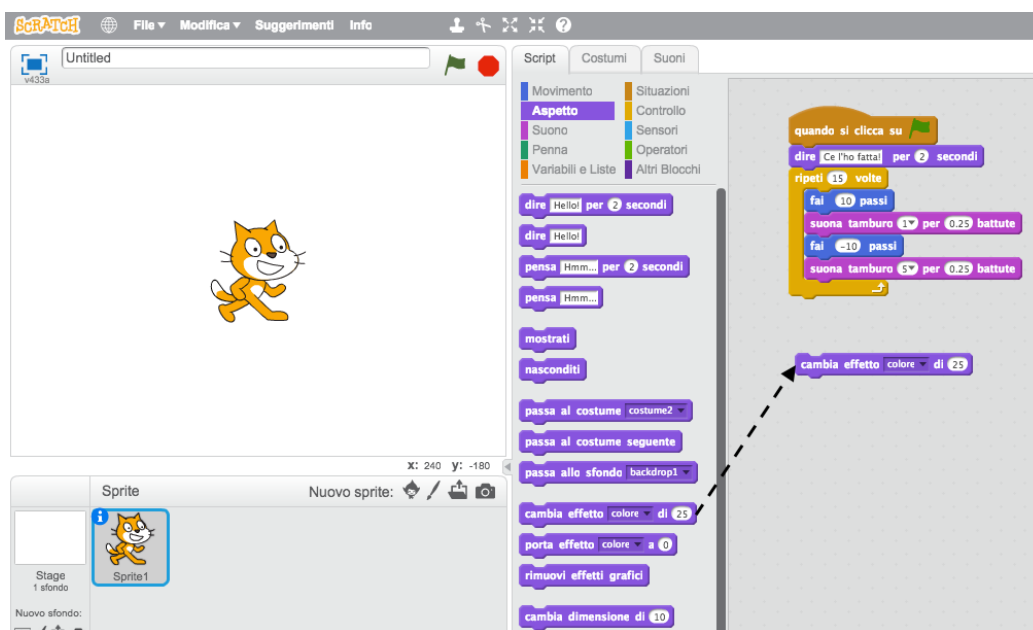 SCRATCH File Modifica Suggerimenti Info
Untitled
v433a
x: 240 y: -180
Sprite Nuovo sprite:
Stage
1 sfondo
Sprite1
Nuovo sfondo:
Script Costumi Suoni
Movimento Situazioni
Aspetto Controllo
Suono Sensori
Penna Operatori
Variabili e Liste Altri Blocchi
dire Hello! per 2 secondi
dire Hello!
pensa Hmm... per 2 secondi
pensa Hmm...
mostrati
nasconditi
passa al costume costume2
passa al costume seguente
passa allo sfondo backdrop1
cambia effetto colore di 25
porta effetto colore a 0
rimuovi effetti grafici
cambia dimensione di 10
quando si clicca su
dire Ce l'ho fatta! per 2 secondi
ripeti 15 volte
fai 10 passi
suona tamburo 1 per 0.25 battute
fai -10 passi
suona tamburo 5 per 0.25 battute
cambia effetto colore di 25